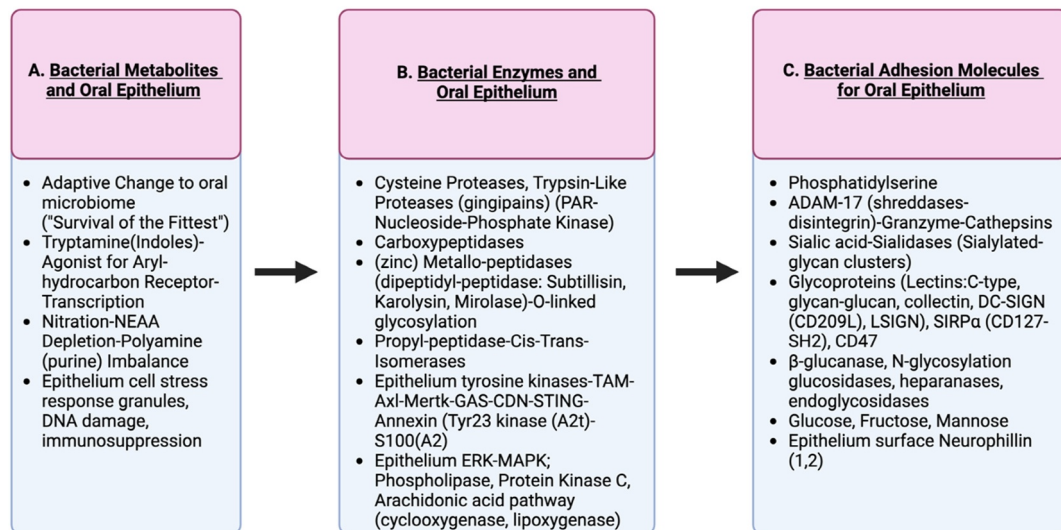 A. Bacterial Metabolites
and Oral Epithelium
• Adaptive Change to oral
microbiome
("Survival of the Fittest")
• Tryptamine(Indoles)-
Agonist for Aryl-
hydrocarbon Receptor-
Transcription
• Nitration-NEAA
Depletion-Polyamine
(purine) Imbalance
• Epithelium cell stress
response granules,
DNA damage,
immunosuppression
B. Bacterial Enzymes and
Oral Epithelium
• Cysteine Proteases, Trypsin-Like
Proteases (gingipains) (PAR-
Nucleoside-Phosphate Kinase)
• Carboxypeptidases
• (zinc) Metallo-peptidases
(dipeptidyl-peptidase: Subtillisin,
Karolysin, Mirolase)-O-linked
glycosylation
• Propyl-peptidase-Cis-Trans-
Isomerases
• Epithelium tyrosine kinases-TAM-
Axl-Mertk-GAS-CDN-STING-
Annexin (Tyr23 kinase (A2t)-
S100(A2)
• Epithelium ERK-MAPK;
Phospholipase, Protein Kinase C,
Arachidonic acid pathway
(cyclooxygenase, lipoxygenase)
C. Bacterial Adhesion Molecules
for Oral Epithelium
• Phosphatidylserine
• ADAM-17 (shreddases-
disintegrin)-Granzyme-Cathepsins
• Sialic acid-Sialidases (Sialylated-
glycan clusters)
• Glycoproteins (Lectins:C-type,
glycan-glucan, collectin, DC-SIGN
(CD209L), LSIGN), SIRPα (CD127-
SH2), CD47
• β-glucanase, N-glycosylation
glucosidases, heparanases,
endoglycosidases
• Glucose, Fructose, Mannose
• Epithelium surface Neurophillin
(1,2)